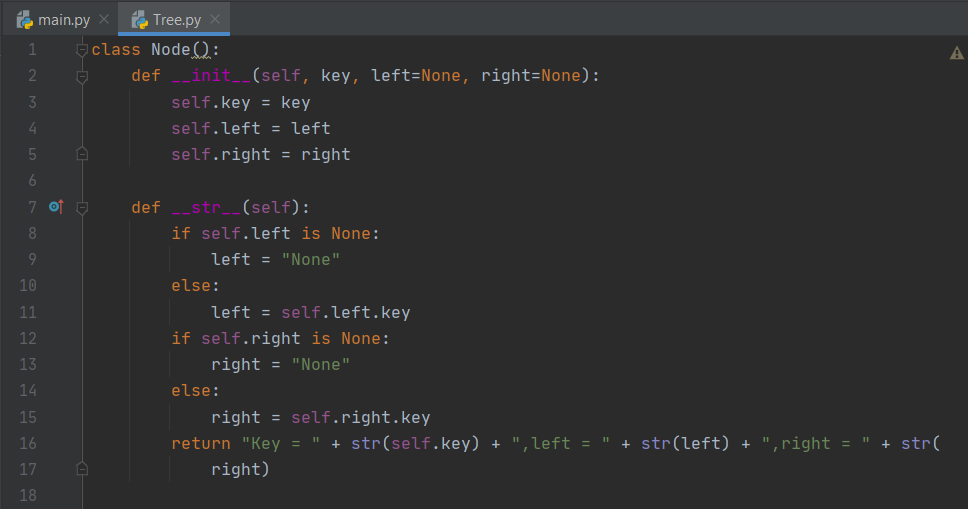 main.py Tree.py
1 class Node():
2     def __init__(self, key, left=None, right=None):
3         self.key = key
4         self.left = left
5         self.right = right
6
7     def __str__(self):
8         if self.left is None:
9             left = "None"
10         else:
11             left = self.left.key
12         if self.right is None:
13             right = "None"
14         else:
15             right = self.right.key
16         return "Key = " + str(self.key) + ",left = " + str(left) + ",right = " + str(
17             right)
18